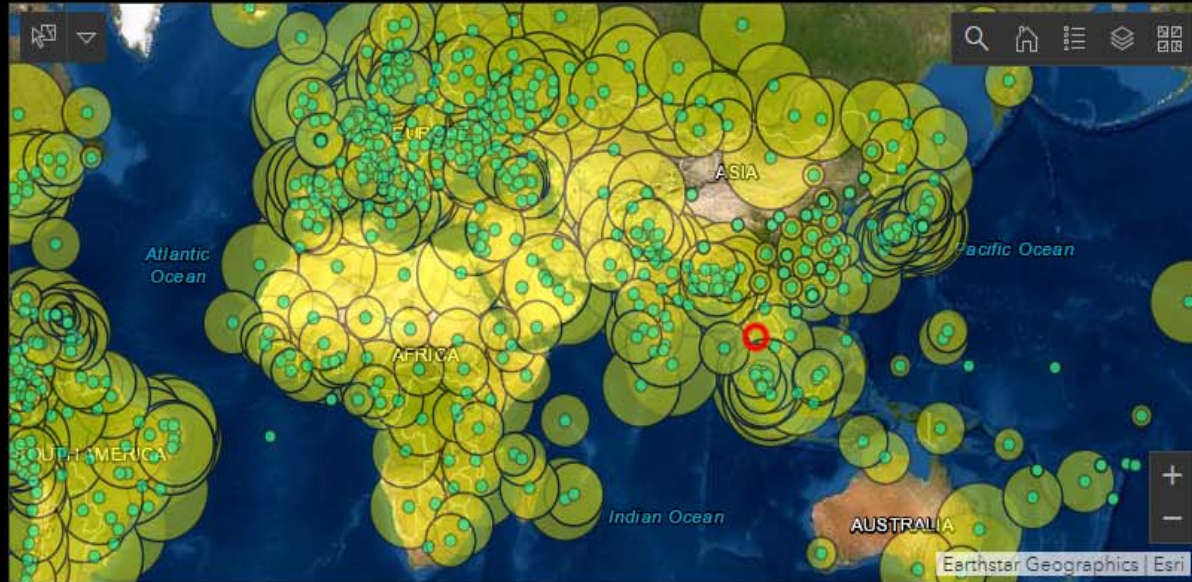 EUROPE
ASIA
Atlantic
Ocean
Pacific Ocean
AFRICA
SOUTH AMERICA
Indian Ocean
AUSTRALIA
Earthstar Geographics | Esri